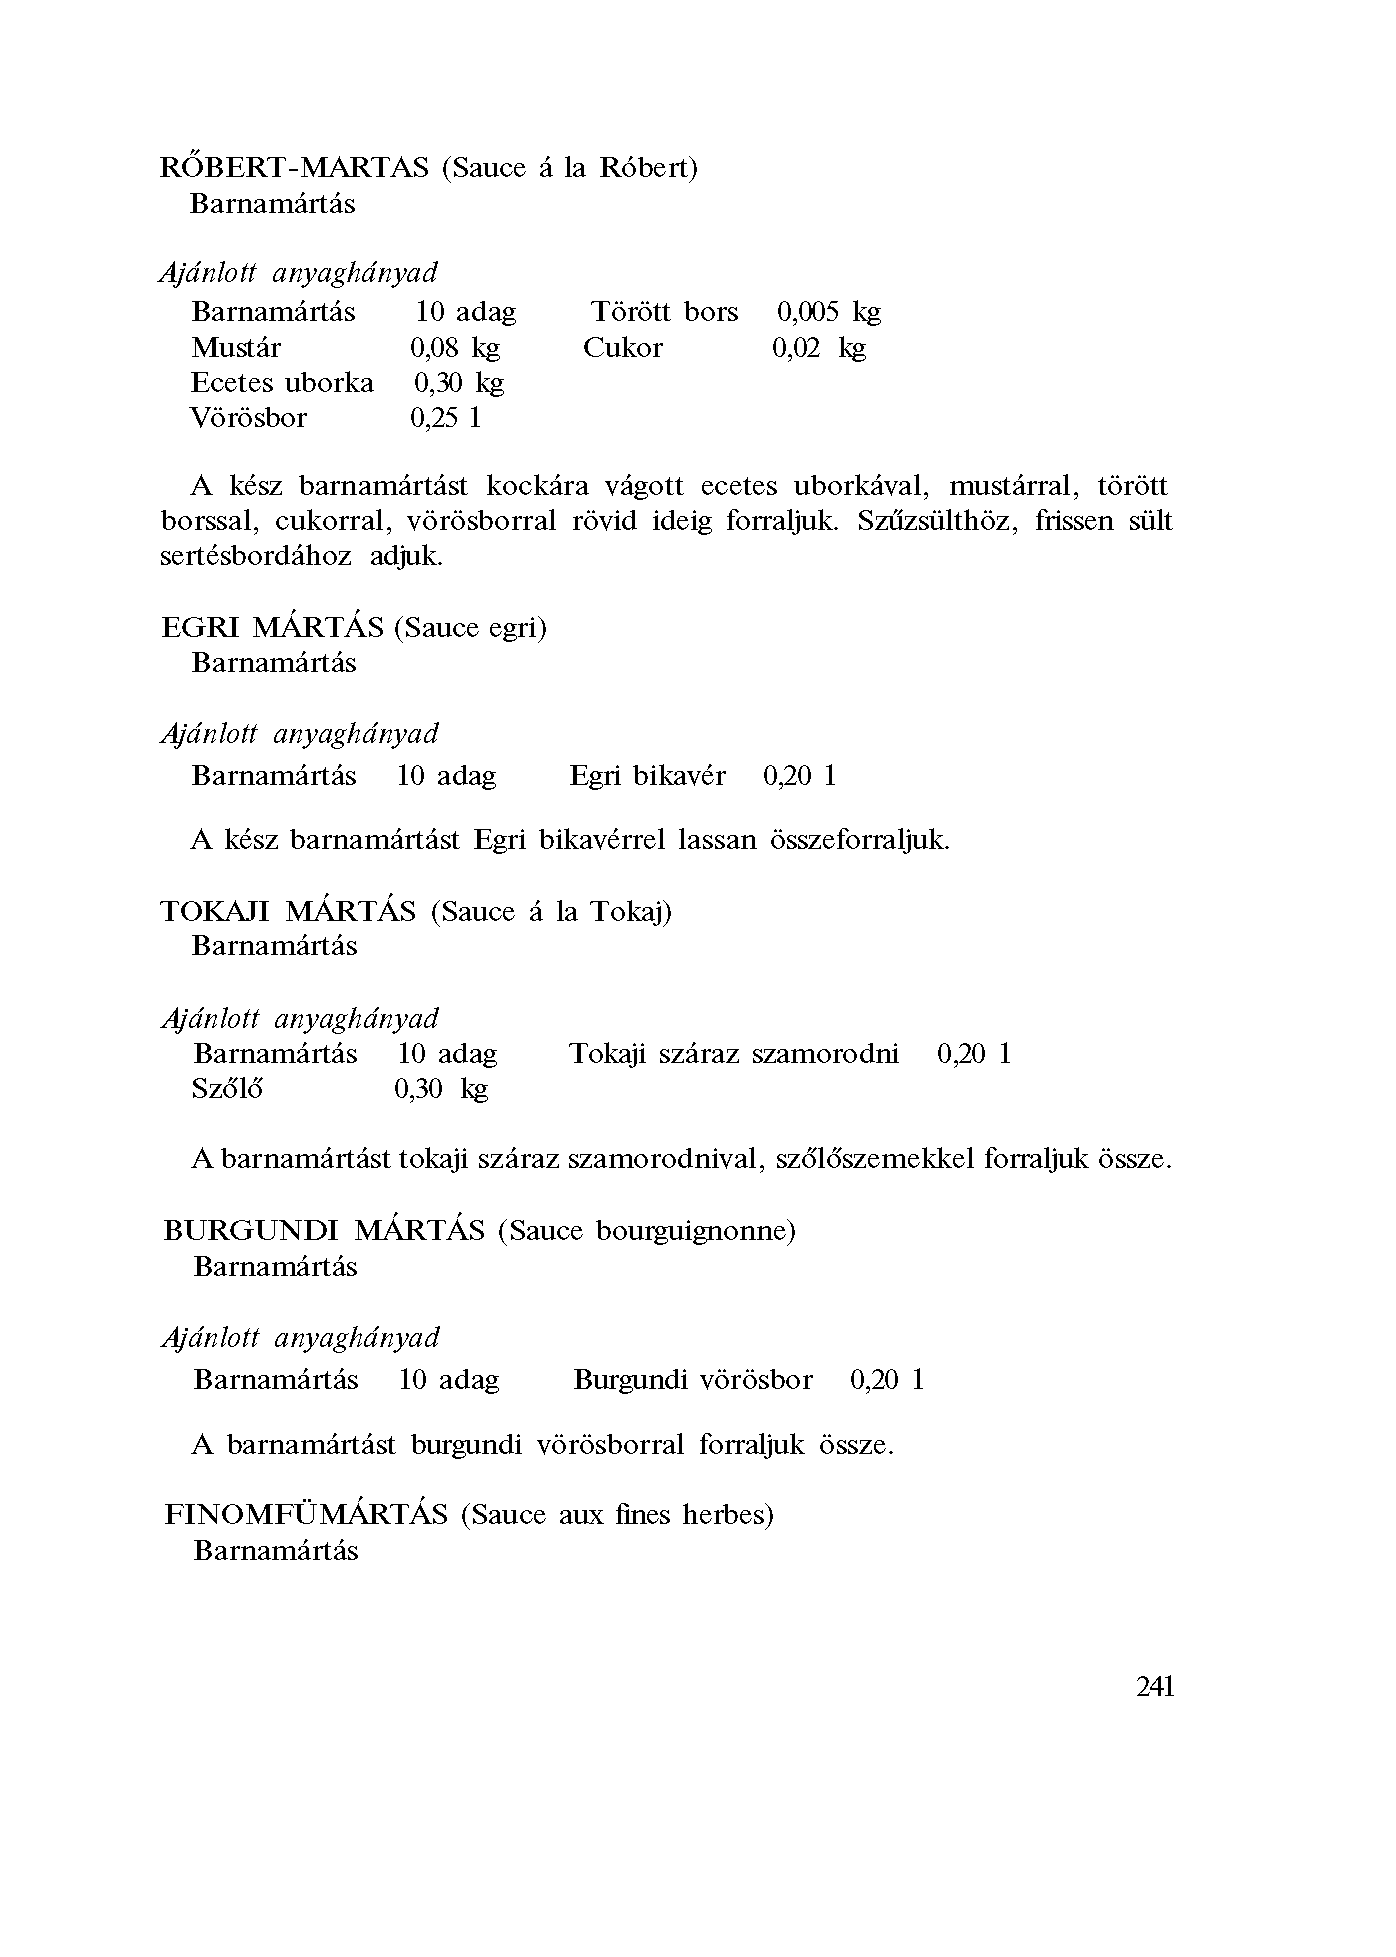 RŐBERT-MARTAS (Sauce á la Róbert)
Barnamártás
Ajánlott anyaghányad
Barnamártás 10 adag Törött bors 0,005 kg
Mustár 0,08 kg Cukor 0,02 kg
Ecetes uborka 0,30 kg
Vörösbor 0,25 l
A kész barnamártást kockára vágott ecetes uborkával, mustárral, törött
borssal, cukorral, vörösborral rövid ideig forraljuk. Szűzsülthöz, frissen sült
sertésbordához adjuk.
EGRI MÁRTÁS (Sauce egri)
Barnamártás
Ajánlott anyaghányad
Barnamártás 10 adag Egri bikavér 0,20 l
A kész barnamártást Egri bikavérrel lassan összeforraljuk.
TOKAJI MÁRTÁS (Sauce á la Tokaj)
Barnamártás
Ajánlott anyaghányad
Barnamártás 10 adag Tokaji száraz szamorodni 0,20 l
Szőlő 0,30 kg
A barnamártást tokaji száraz szamorodnival, szőlőszemekkel forraljuk össze.
BURGUNDI MÁRTÁS (Sauce bourguignonne)
Barnamártás
Ajánlott anyaghányad
Barnamártás 10 adag Burgundi vörösbor 0,20 l
A barnamártást burgundi vörösborral forraljuk össze.
FINOMFÜMÁRTÁS (Sauce aux fines herbes)
Barnamártás
241